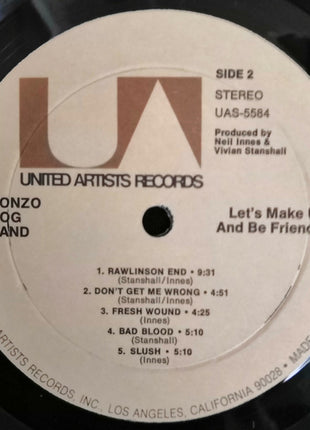 UA
SIDE 2
STEREO
UAS-5584
Produced by
Neil Innes &
Vivian Stanshall
UNITED ARTISTS RECORDS
ONZO
OG
AND
Let's Make U
And Be Frien
1. RAWLINSON END • 9:31
(Stanshall/Innes)
2. DON'T GET ME WRONG • 4:51
(Stanshall/Innes)
3. FRESH WOUND • 4:25
(Innes)
4. BAD BLOOD • 5:10
(Stanshall)
5. SLUSH • 5:10
(Innes)
ARTISTS RECORDS, INC., LOS ANGELES, CALIFORNIA 90028 • MADE